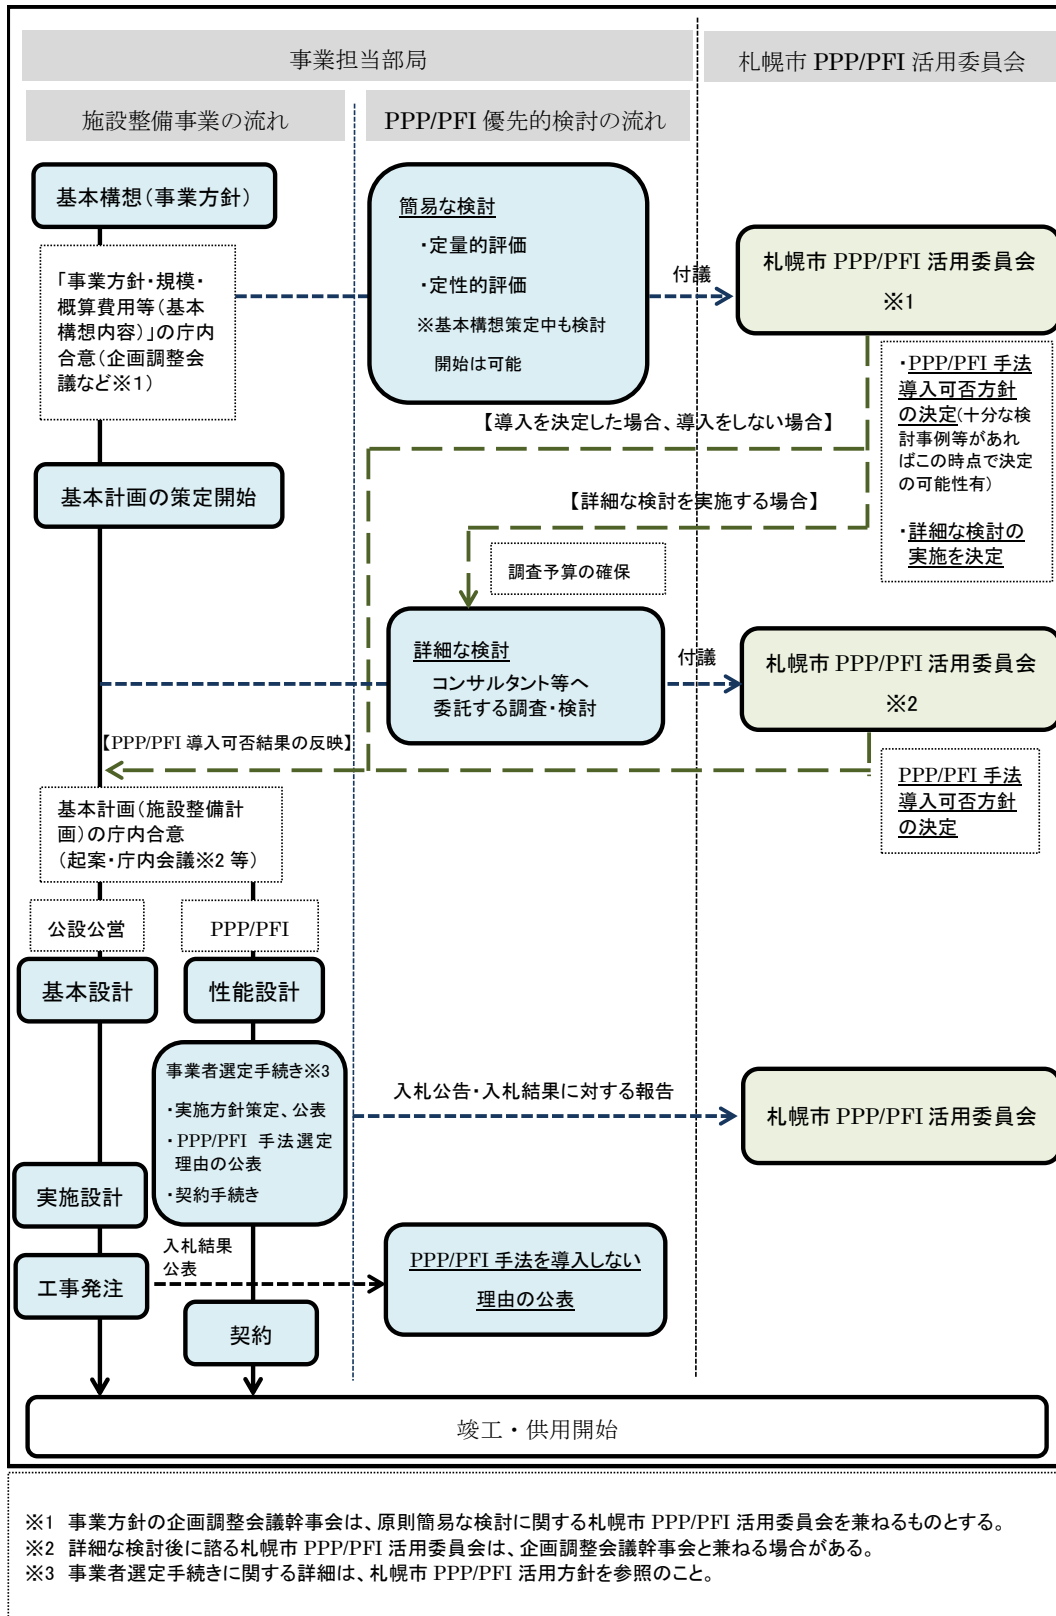 事業担当部局
札幌市 PPP/PFI 活用委員会
施設整備事業の流れ
PPP/PFI 優先的検討の流れ
基本構想(事業方針)
「事業方針・規模・
概算費用等(基本
構想内容)」の庁内
合意(企画調整会
議など※1)
簡易な検討
・定量的評価
・定性的評価
※基本構想策定中も検討
開始は可能
付議
札幌市 PPP/PFI 活用委員会
※1
・PPP/PFI 手法
導入可否方針
の決定(十分な検
討事例等があれ
ばこの時点で決定
の可能性有)
・詳細な検討の
実施を決定
【導入を決定した場合、導入をしない場合】
基本計画の策定開始
【詳細な検討を実施する場合】
調査予算の確保
詳細な検討
コンサルタント等へ
委託する調査・検討
付議
札幌市 PPP/PFI 活用委員会
※2
【PPP/PFI 導入可否結果の反映】
PPP/PFI 手法
導入可否方針
の決定
基本計画(施設整備計
画)の庁内合意
(起案・庁内会議※2 等)
公設公営
PPP/PFI
基本設計
性能設計
事業者選定手続き※3
・実施方針策定、公表
・PPP/PFI 手法選定
理由の公表
・契約手続き
入札公告・入札結果に対する報告
札幌市 PPP/PFI 活用委員会
実施設計
入札結果
公表
工事発注
PPP/PFI 手法を導入しない
理由の公表
契約
竣工・供用開始
※1 事業方針の企画調整会議幹事会は、原則簡易な検討に関する札幌市 PPP/PFI 活用委員会を兼ねるものとする。
※2 詳細な検討後に諮る札幌市 PPP/PFI 活用委員会は、企画調整会議幹事会と兼ねる場合がある。
※3 事業者選定手続きに関する詳細は、札幌市 PPP/PFI 活用方針を参照のこと。